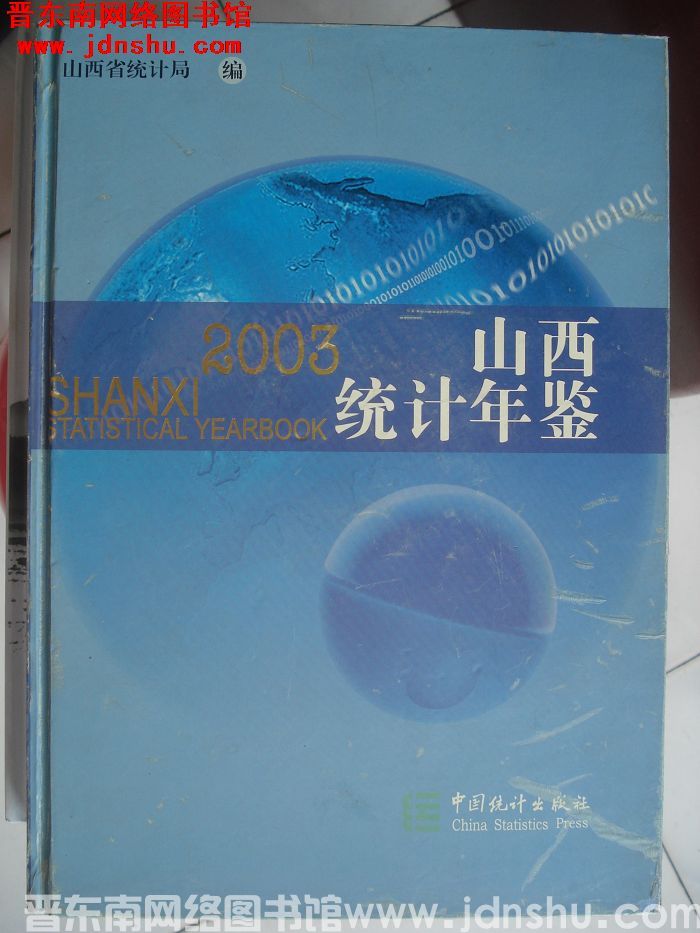 晋东南网络图书馆
www.jdnshu.com
山西省统计局 编
2003
SHANXI
STATISTICAL YEARBOOK
山西
统计年鉴
中国统计出版社
China Statistics Press
晋东南网络图书馆www.jdnshu.com